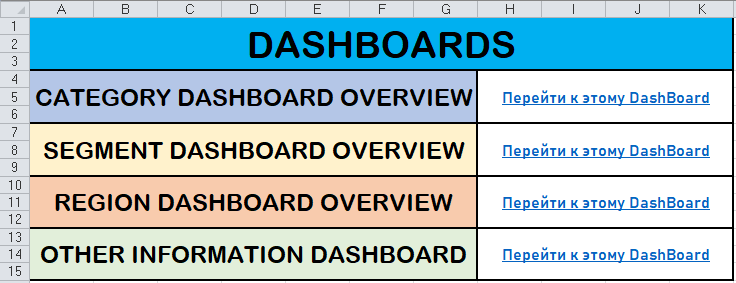 A B C D E F G H I J K
1
2
3
DASHBOARDS
4
5
6
CATEGORY DASHBOARD OVERVIEW Перейти к этому DashBoard
7
8
9
SEGMENT DASHBOARD OVERVIEW Перейти к этому DashBoard
10
11
12
REGION DASHBOARD OVERVIEW Перейти к этому DashBoard
13
14
15
OTHER INFORMATION DASHBOARD Перейти к этому DashBoard